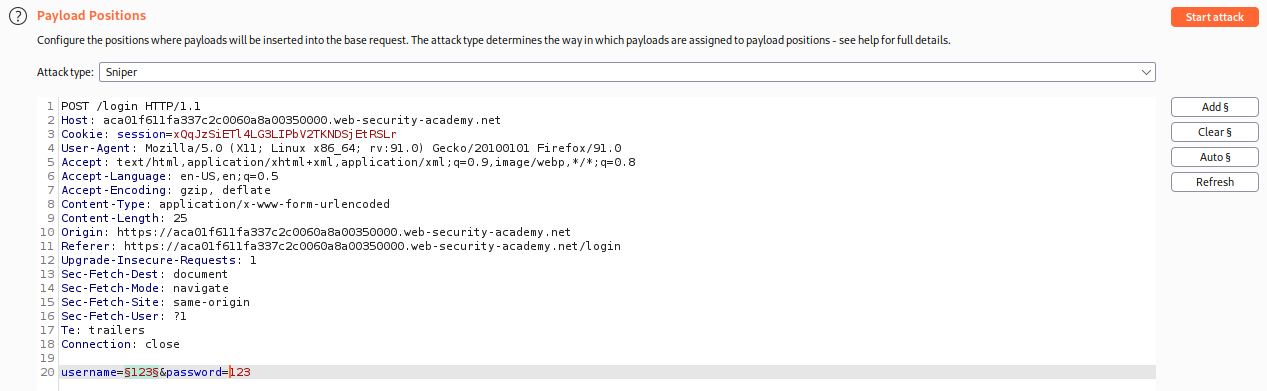 ? Payload Positions
Start attack
Configure the positions where payloads will be inserted into the base request. The attack type determines the way in which payloads are assigned to payload positions - see help for full details.
Attack type: Sniper
1 POST /login HTTP/1.1
2 Host: aca01f611fa337c2c0060a8a00350000.web-security-academy.net
3 Cookie: session=xQqJzSiETl4LG3LIPbV2TKNDSjEtRSLr
4 User-Agent: Mozilla/5.0 (X11; Linux x86_64; rv:91.0) Gecko/20100101 Firefox/91.0
5 Accept: text/html,application/xhtml+xml,application/xml;q=0.9,image/webp,*/*;q=0.8
6 Accept-Language: en-US,en;q=0.5
7 Accept-Encoding: gzip, deflate
8 Content-Type: application/x-www-form-urlencoded
9 Content-Length: 25
10 Origin: https://aca01f611fa337c2c0060a8a00350000.web-security-academy.net
11 Referer: https://aca01f611fa337c2c0060a8a00350000.web-security-academy.net/login
12 Upgrade-Insecure-Requests: 1
13 Sec-Fetch-Dest: document
14 Sec-Fetch-Mode: navigate
15 Sec-Fetch-Site: same-origin
16 Sec-Fetch-User: ?1
17 Te: trailers
18 Connection: close
19
20 username=§123§&password=123
Add §
Clear §
Auto §
Refresh